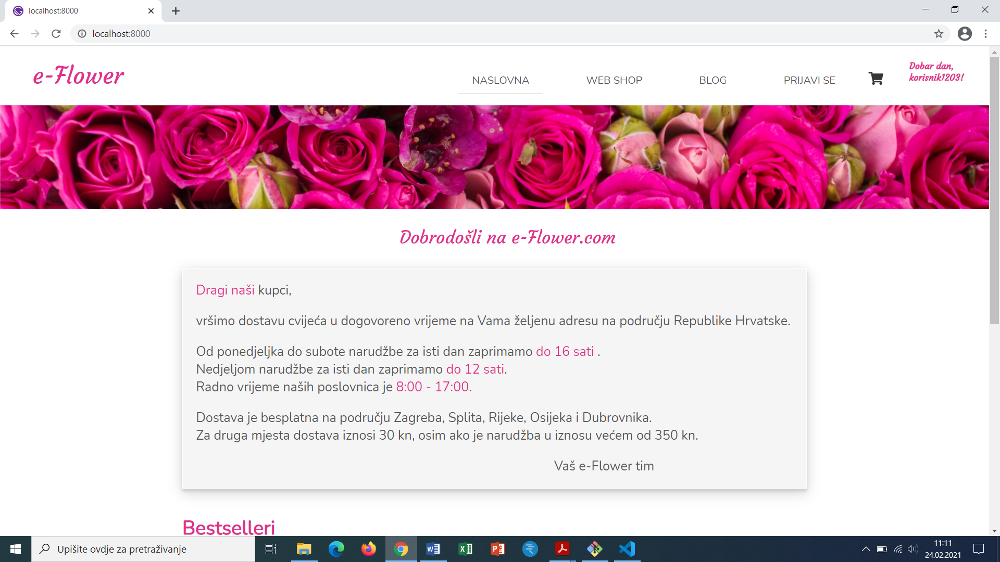 localhost:8000
localhost:8000
e-Flower
NASLOVNA
WEB SHOP
BLOG
PRIJAVI SE
Dobar dan,
korisnik1203!
Dobrodošli na e-Flower.com
Dragi naši kupci,
vršimo dostavu cvijeća u dogovoreno vrijeme na Vama željenu adresu na području Republike Hrvatske.
Od ponedjeljka do subote narudžbe za isti dan zaprimamo do 16 sati .
Nedjeljom narudžbe za isti dan zaprimamo do 12 sati.
Radno vrijeme naših poslovnica je 8:00 - 17:00.
Dostava je besplatna na području Zagreba, Splita, Rijeke, Osijeka i Dubrovnika.
Za druga mjesta dostava iznosi 30 kn, osim ako je narudžba u iznosu većem od 350 kn.
Vaš e-Flower tim
Bestselleri
Upišite ovdje za pretraživanje
11:11
24.02.2021